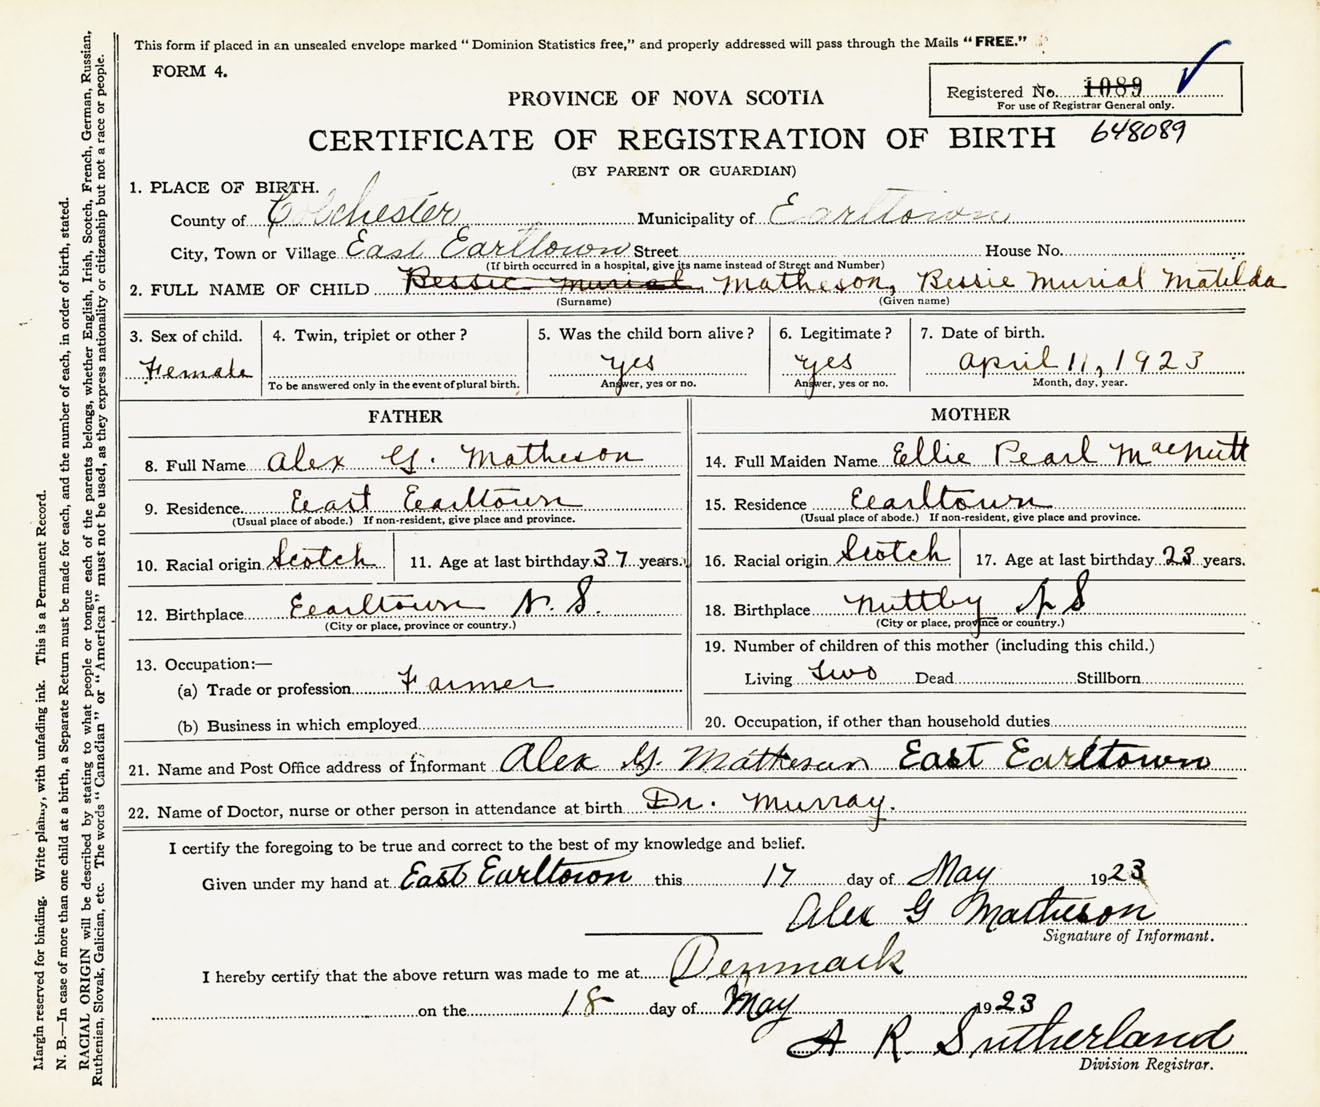 This form if placed in an unsealed envelope marked "Dominion Statistics free," and properly addressed will pass through the Mails "FREE."
FORM 4.
Registered No. 1089
For use of Registrar General only.
648089
PROVINCE OF NOVA SCOTIA
CERTIFICATE OF REGISTRATION OF BIRTH
(BY PARENT OR GUARDIAN)
1. PLACE OF BIRTH.
County of Colchester Municipality of Earltown
City, Town or Village East Earltown Street House No.
(If birth occurred in a hospital, give its name instead of Street and Number)
2. FULL NAME OF CHILD Bessie Murial, Matheson, Bessie Murial Matilda
(Surname) (Given name)
3. Sex of child. 4. Twin, triplet or other? 5. Was the child born alive? 6. Legitimate? 7. Date of birth.
Female yes yes April 11, 1923
To be answered only in the event of plural birth. Answer, yes or no. Answer, yes or no. Month, day, year.
FATHER
8. Full Name Alex G. Matheson
9. Residence. East Earltown
(Usual place of abode.) If non-resident, give place and province.
10. Racial origin Scotch 11. Age at last birthday 37 years.
12. Birthplace Earltown N. S.
(City or place, province or country.)
13. Occupation:—
(a) Trade or profession Farmer
(b) Business in which employed
MOTHER
14. Full Maiden Name Ellie Pearl MacNutt
15. Residence Earltown
(Usual place of abode.) If non-resident, give place and province.
16. Racial origin Scotch 17. Age at last birthday 23 years.
18. Birthplace Nuttby N S
(City or place, province or country.)
19. Number of children of this mother (including this child.)
Living Two Dead Stillborn
20. Occupation, if other than household duties
21. Name and Post Office address of Informant Alex G. Matheson East Earltown
22. Name of Doctor, nurse or other person in attendance at birth Dr. Murray.
I certify the foregoing to be true and correct to the best of my knowledge and belief.
Given under my hand at East Earltown this 17 day of May 1923
Alex G Matheson
Signature of Informant.
I hereby certify that the above return was made to me at Denmark
on the 18 day of May 1923
A R Sutherland
Division Registrar.
Margin reserved for binding. Write plainly, with unfading ink. This is a Permanent Record.
N. B.—In case of more than one child at a birth, a Separate Return must be made for each, and the number of each, in order of birth, stated.
RACIAL ORIGIN will be described by stating to what people or tongue each of the parents belongs, whether English, Irish, Scotch, French, German, Russian,
Ruthenian, Slovak, Galician, etc. The words "Canadian" or "American" must not be used, as they express nationality or citizenship but not a race or people.